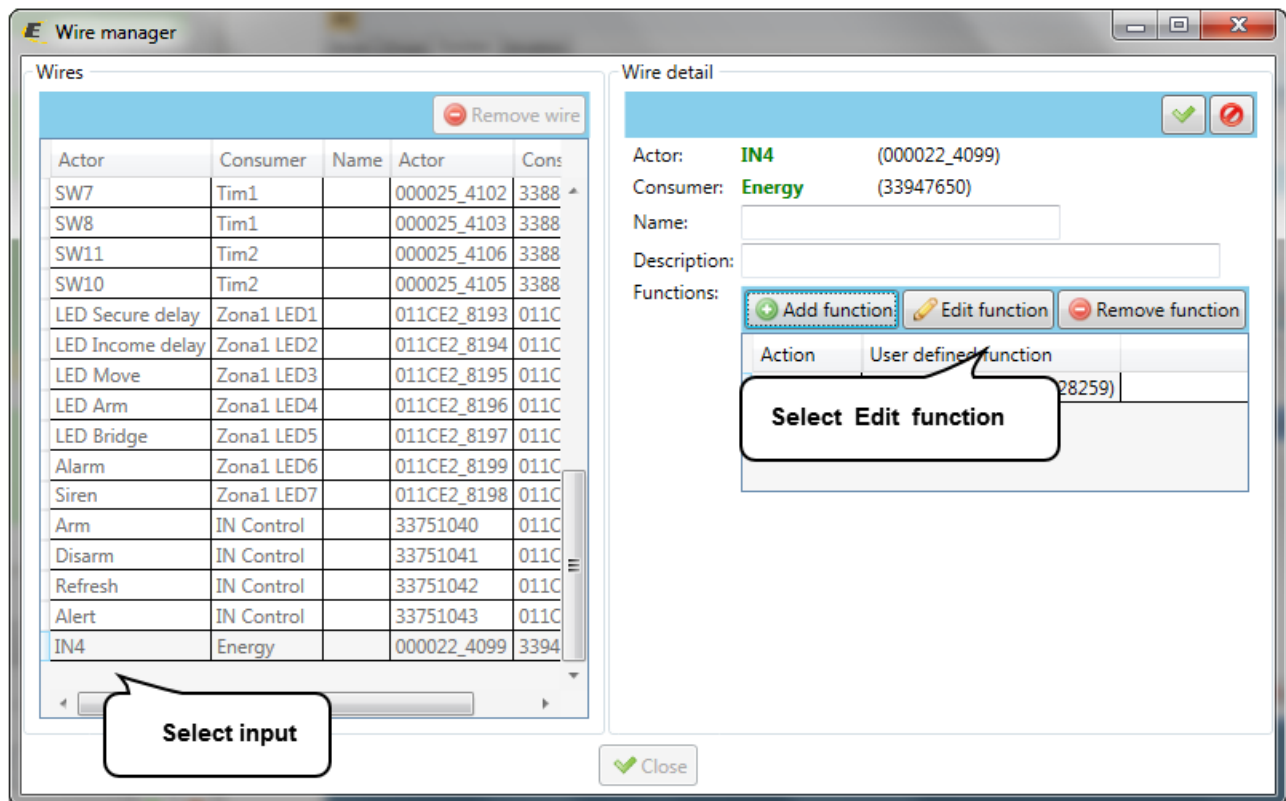 E Wire manager
Wires
Remove wire
Actor Consumer Name Actor Cons
SW7 Tim1 000025_4102 3388
SW8 Tim1 000025_4103 3388
SW11 Tim2 000025_4106 3388
SW10 Tim2 000025_4105 3388
LED Secure delay Zona1 LED1 011CE2_8193 011C
LED Income delay Zona1 LED2 011CE2_8194 011C
LED Move Zona1 LED3 011CE2_8195 011C
LED Arm Zona1 LED4 011CE2_8196 011C
LED Bridge Zona1 LED5 011CE2_8197 011C
Alarm Zona1 LED6 011CE2_8199 011C
Siren Zona1 LED7 011CE2_8198 011C
Arm IN Control 33751040 011C
Disarm IN Control 33751041 011C
Refresh IN Control 33751042 011C
Alert IN Control 33751043 011C
IN4 Energy 000022_4099 3394
Select input
Wire detail
Actor: IN4 (000022_4099)
Consumer: Energy (33947650)
Name:
Description:
Functions:
Add function Edit function Remove function
Action User defined function
28259)
Select Edit function
Close